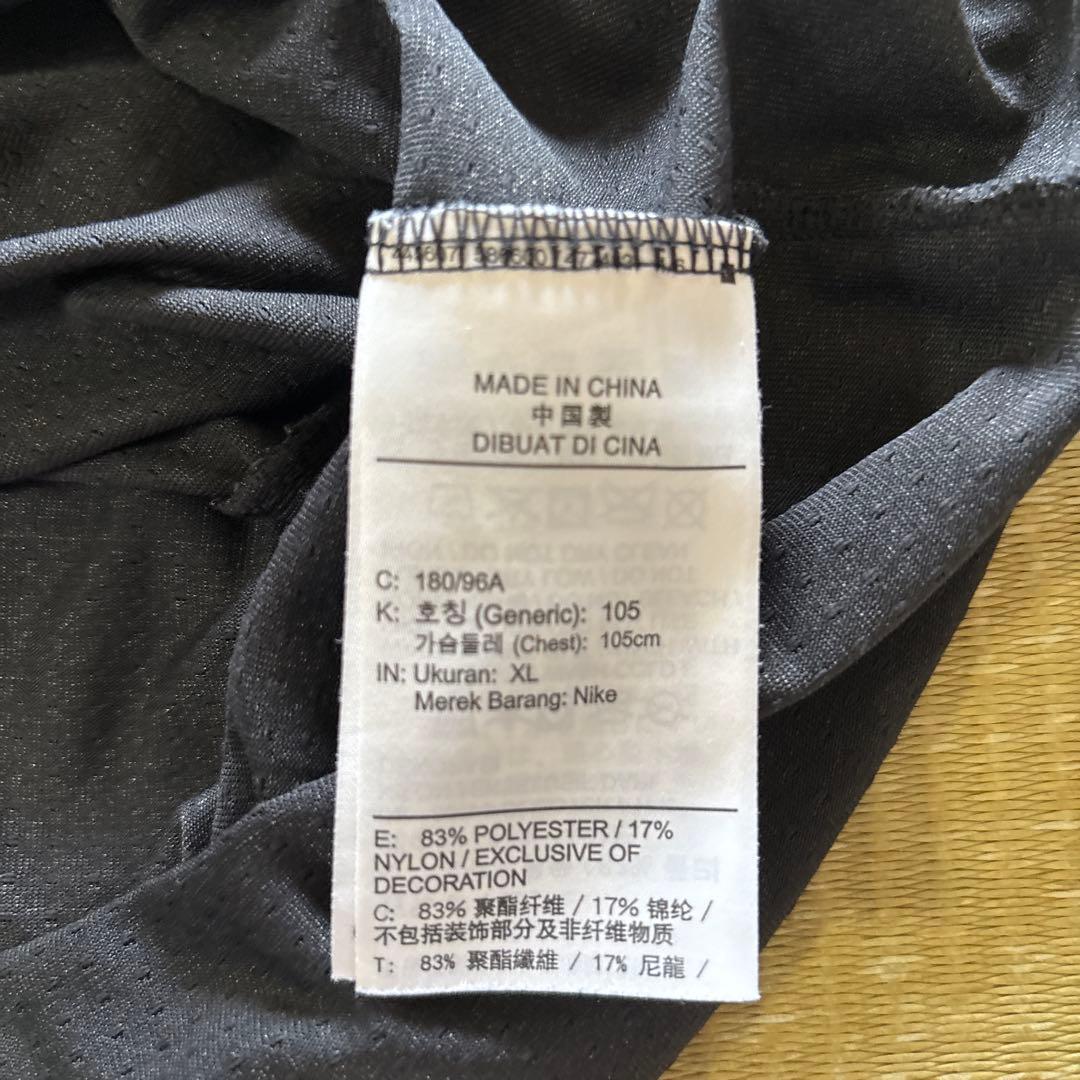 MADE IN CHINA
中国製
DIBUAT DI CINA
C: 180/96A
K: 호칭 (Generic): 105
가슴둘레 (Chest): 105cm
IN: Ukuran: XL
Merek Barang: Nike
E: 83% POLYESTER / 17%
NYLON / EXCLUSIVE OF
DECORATION
C: 83% 聚酯纤维 / 17% 锦纶 /
不包括装饰部分及非纤维物质
T: 83% 聚酯纖維 / 17% 尼龍 /